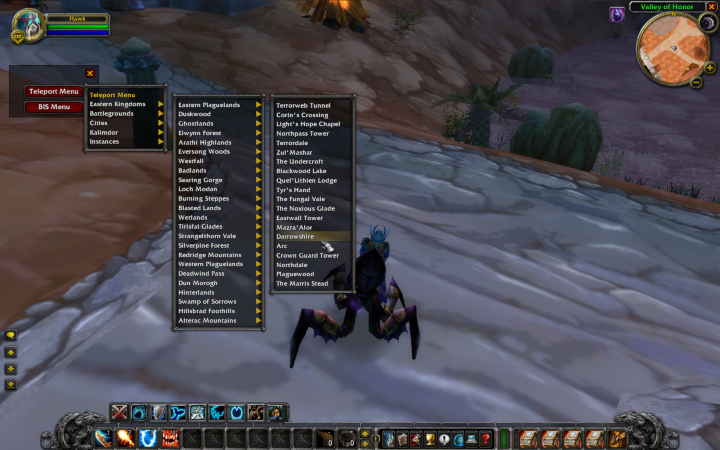 Hawk
Valley of Honor
N
Teleport Menu
BIS Menu
Teleport Menu
Eastern Kingdoms
Battlegrounds
Cities
Kalimdor
Instances
Eastern Plaguelands
Duskwood
Ghostlands
Elwynn Forest
Arathi Highlands
Eversong Woods
Westfall
Badlands
Searing Gorge
Loch Modan
Burning Steppes
Blasted Lands
Wetlands
Tirisfal Glades
Strangelthorn Vale
Silverpine Forest
Redridge Mountains
Western Plaguelands
Deadwind Pass
Dun Morogh
Hinterlands
Swamp of Sorrows
Hillsbrad Foothills
Alterac Mountains
Terrorweb Tunnel
Corin's Crossing
Light's Hope Chapel
Northpass Tower
Terrordale
Zul'Mashar
The Undercroft
Blackwood Lake
Quel'Lithien Lodge
Tyr's Hand
The Fungal Vale
The Noxious Glade
Eastwall Tower
Mazra'Alor
Darrowshire
Arc
Crown Guard Tower
Northdale
Plaguewood
The Marris Stead
0
0